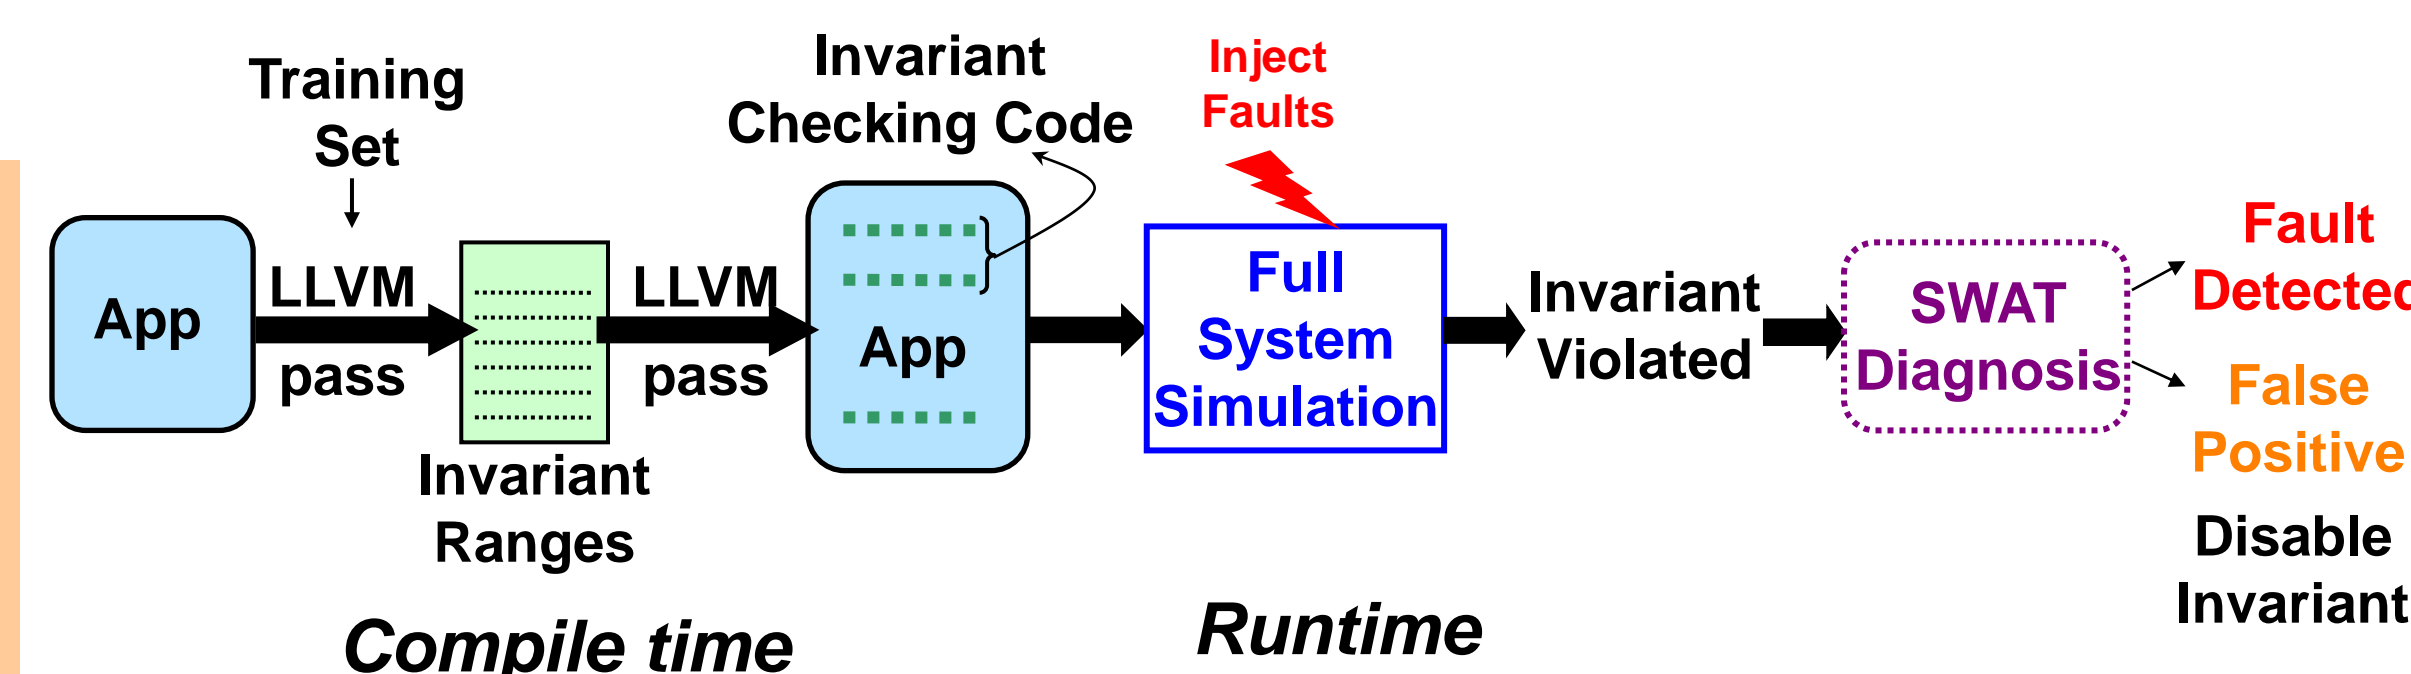 Training
Set
App
LLVM
pass
Invariant
Ranges
LLVM
pass
Invariant
Checking Code
App
Inject
Faults
Full
System
Simulation
Invariant
Violated
SWAT
Diagnosis
Fault
Detected
False
Positive
Disable
Invariant
Compile time
Runtime